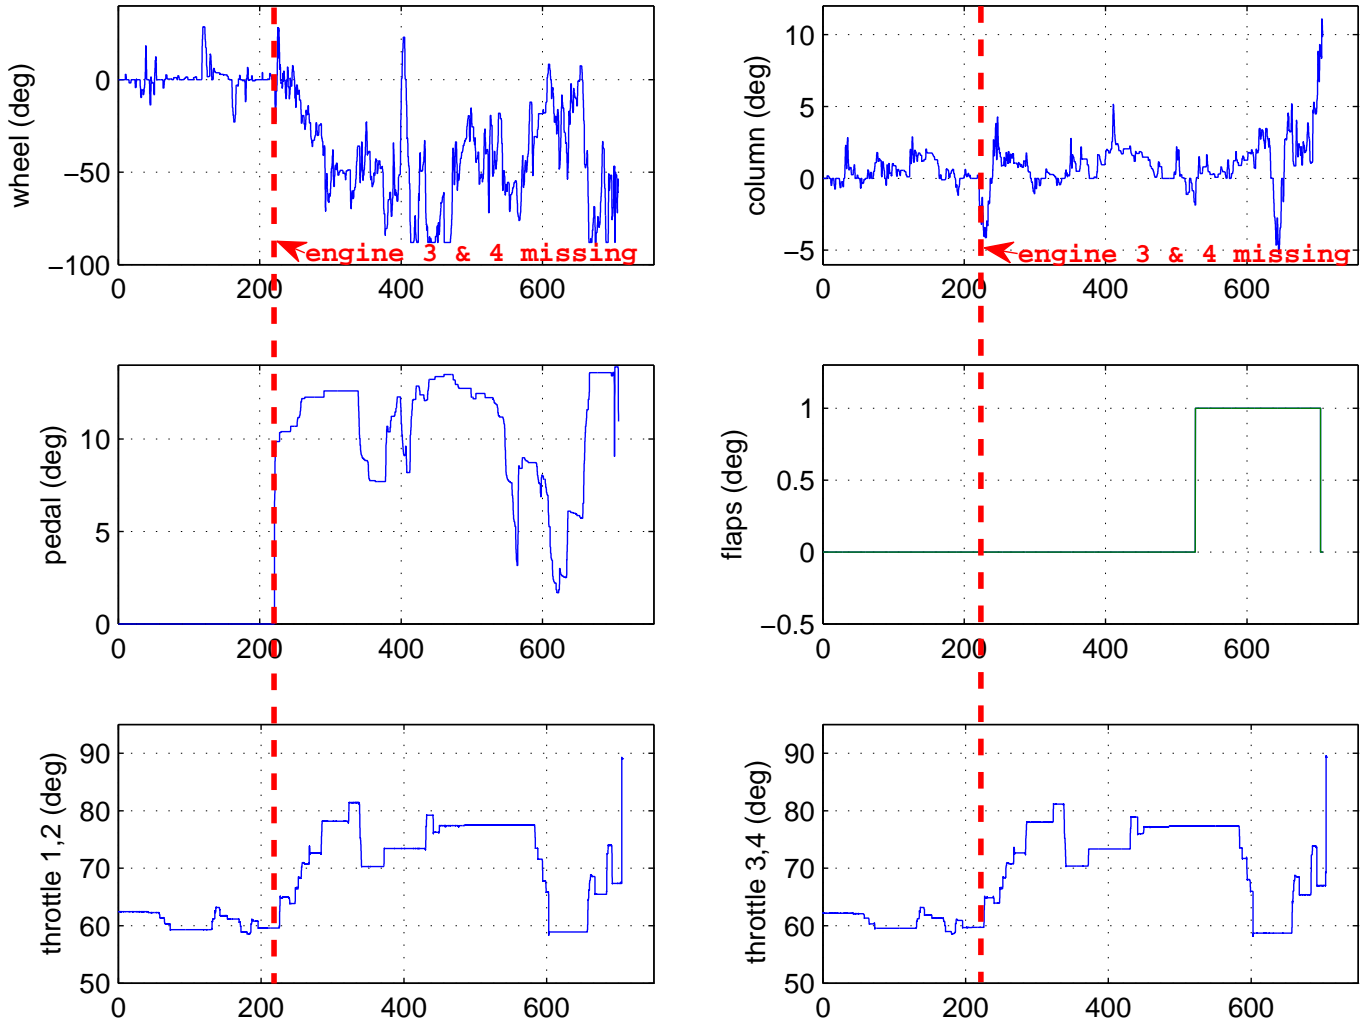 wheel (deg)
0
−50
−100
0 200 400 600
engine 3 & 4 missing
column (deg)
10
5
0
−5
0 200 400 600
engine 3 & 4 missing
pedal (deg)
10
5
0
0 200 400 600
flaps (deg)
1
0.5
0
−0.5
0 200 400 600
throttle 1,2 (deg)
90
80
70
60
50
0 200 400 600
throttle 3,4 (deg)
90
80
70
60
50
0 200 400 600